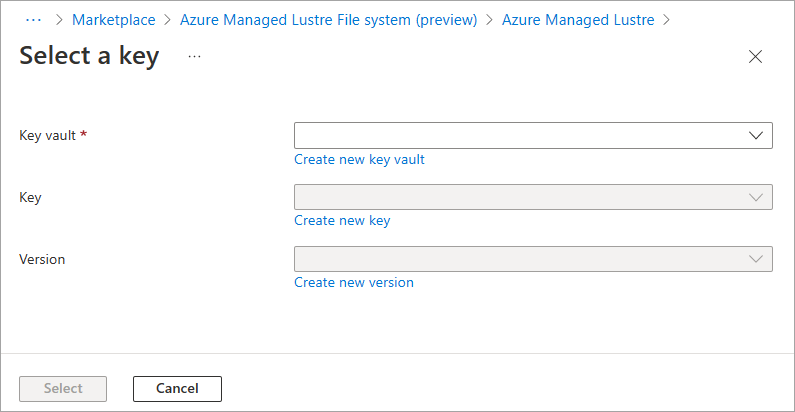 ··· > Marketplace > Azure Managed Lustre File system (preview) > Azure Managed Lustre >
Select a key ···
Key vault *
Create new key vault
Key
Create new key
Version
Create new version
Select Cancel